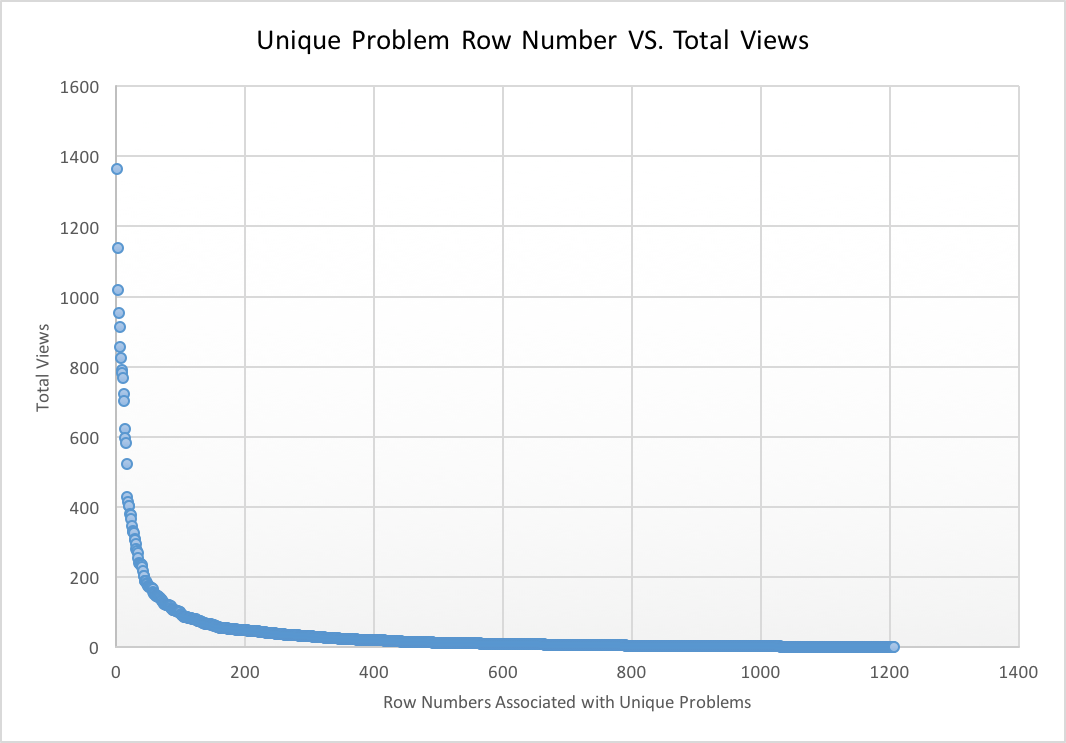 Unique Problem Row Number VS. Total Views
1600
1400
1200
1000
800
600
400
200
0
Total Views
0 200 400 600 800 1000 1200 1400
Row Numbers Associated with Unique Problems